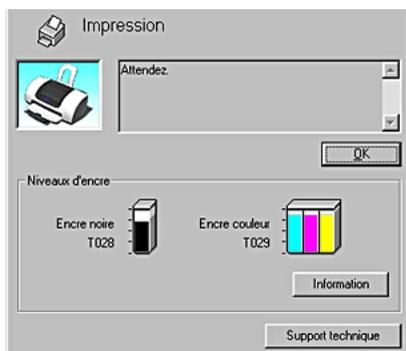 Impression
Attendez.
OK
Niveaux d'encre
Encre noire
T028
Encre couleur
T029
Information
Support technique